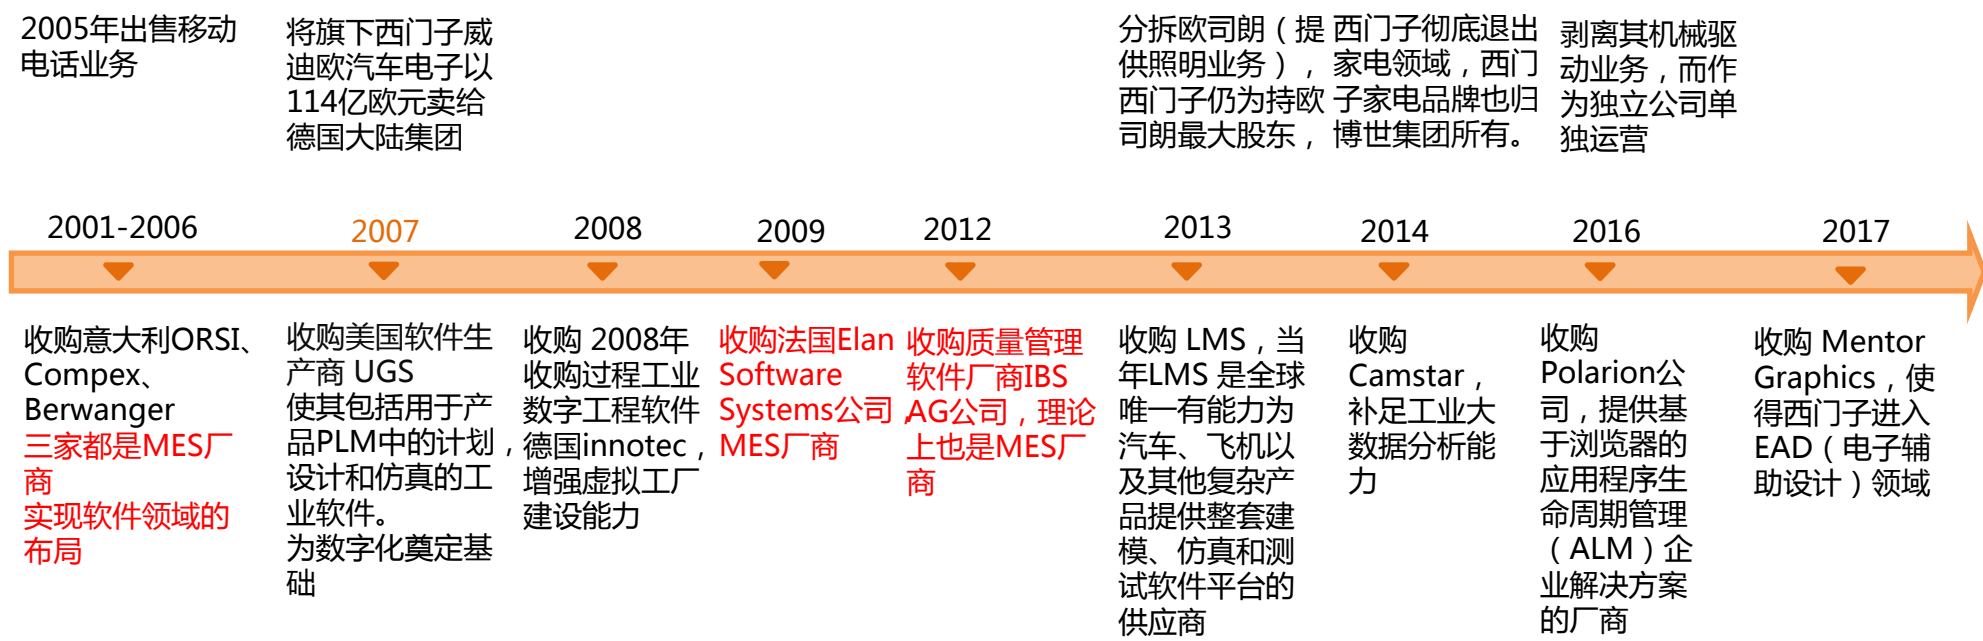 2005年出售移动
电话业务
将旗下西门子威
迪欧汽车电子以
114亿欧元卖给
德国大陆集团
分拆欧司朗（提
供照明业务），
西门子仍为持欧
司朗最大股东，
西门子彻底退出
家电领域，西门
子家电品牌也归
博世集团所有。
剥离其机械驱
动业务，而作
为独立公司单
独运营
2001-2006
2007
2008
2009
2012
2013
2014
2016
2017
收购意大利ORSI、
Compex、
Berwanger
三家都是MES厂
商
实现软件领域的
布局
收购美国软件生
产商 UGS
使其包括用于产
品PLM中的计划，
设计和仿真的工
业软件。
为数字化奠定基
础
收购 2008年
收购过程工业
数字工程软件
德国innotec，
增强虚拟工厂
建设能力
收购法国Elan
Software
Systems公司，
MES厂商
收购质量管理
软件厂商IBS
AG公司，理论
上也是MES厂
商
收购 LMS，当
年LMS 是全球
唯一有能力为
汽车、飞机以
及其他复杂产
品提供整套建
模、仿真和测
试软件平台的
供应商
收购
Camstar，
补足工业大
数据分析能
力
收购
Polarion公
司，提供基
于浏览器的
应用程序生
命周期管理
（ALM）企
业解决方案
的厂商
收购 Mentor
Graphics，使
得西门子进入
EAD（电子辅
助设计）领域